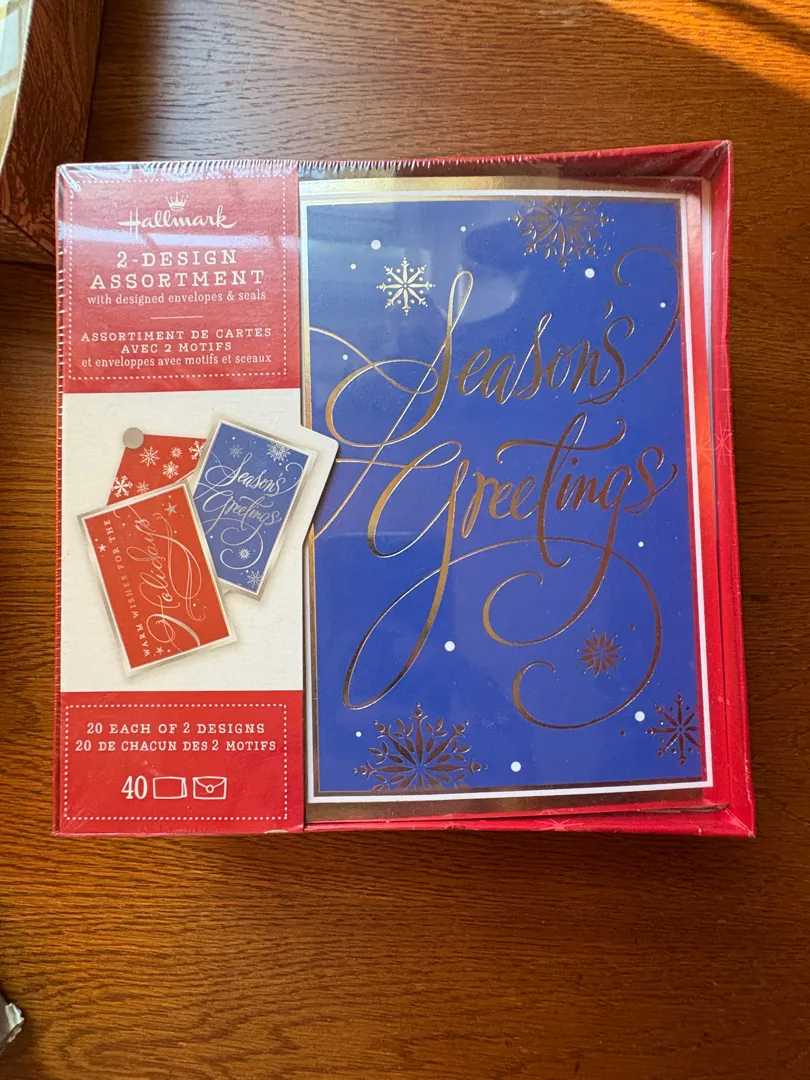 Hallmark
2-DESIGN
ASSORTMENT
with designed envelopes & seals
ASSORTIMENT DE CARTES
AVEC 2 MOTIFS
et enveloppes avec motifs et sceaux
Season's
Greetings
WARM WISHES FOR THE
Holidays
20 EACH OF 2 DESIGNS
20 DE CHACUN DES 2 MOTIFS
40
Season's
Greetings